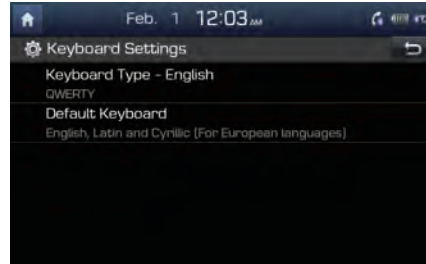 Feb. 1 12:03 AM
Keyboard Settings
Keyboard Type - English
QWERTY
Default Keyboard
English, Latin and Cyrillic (For European languages)